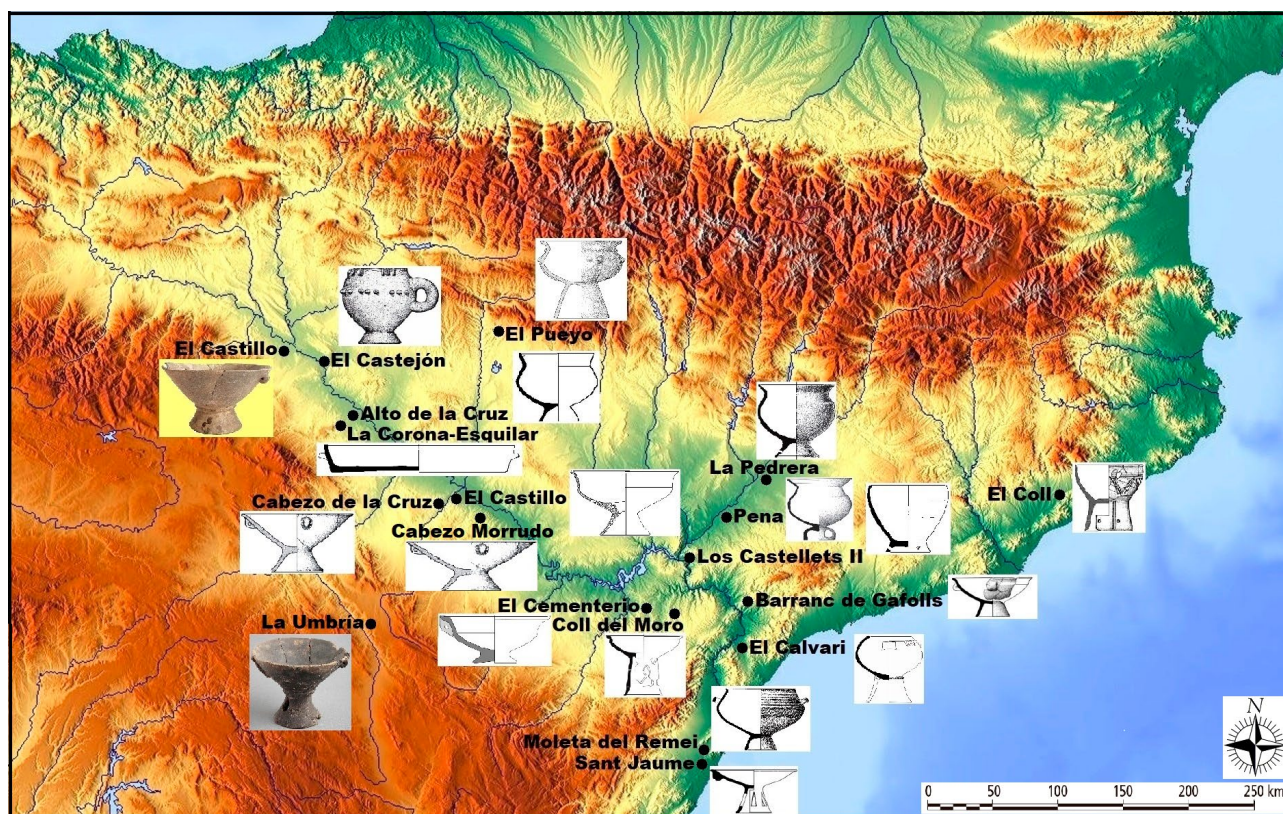 El Pueyo
El Castillo
El Castejón
Alto de la Cruz
La Corona-Esquilar
La Pedrera
Cabezo de la Cruz
El Castillo
El Coll
Cabezo Morrudo
Pena
Los Castellets II
El Cementerio
Barranc de Gafolls
Coll del Moro
La Umbría
El Calvari
Moleta del Remei
Sant Jaume
N
0 50 100 150 200 250 km